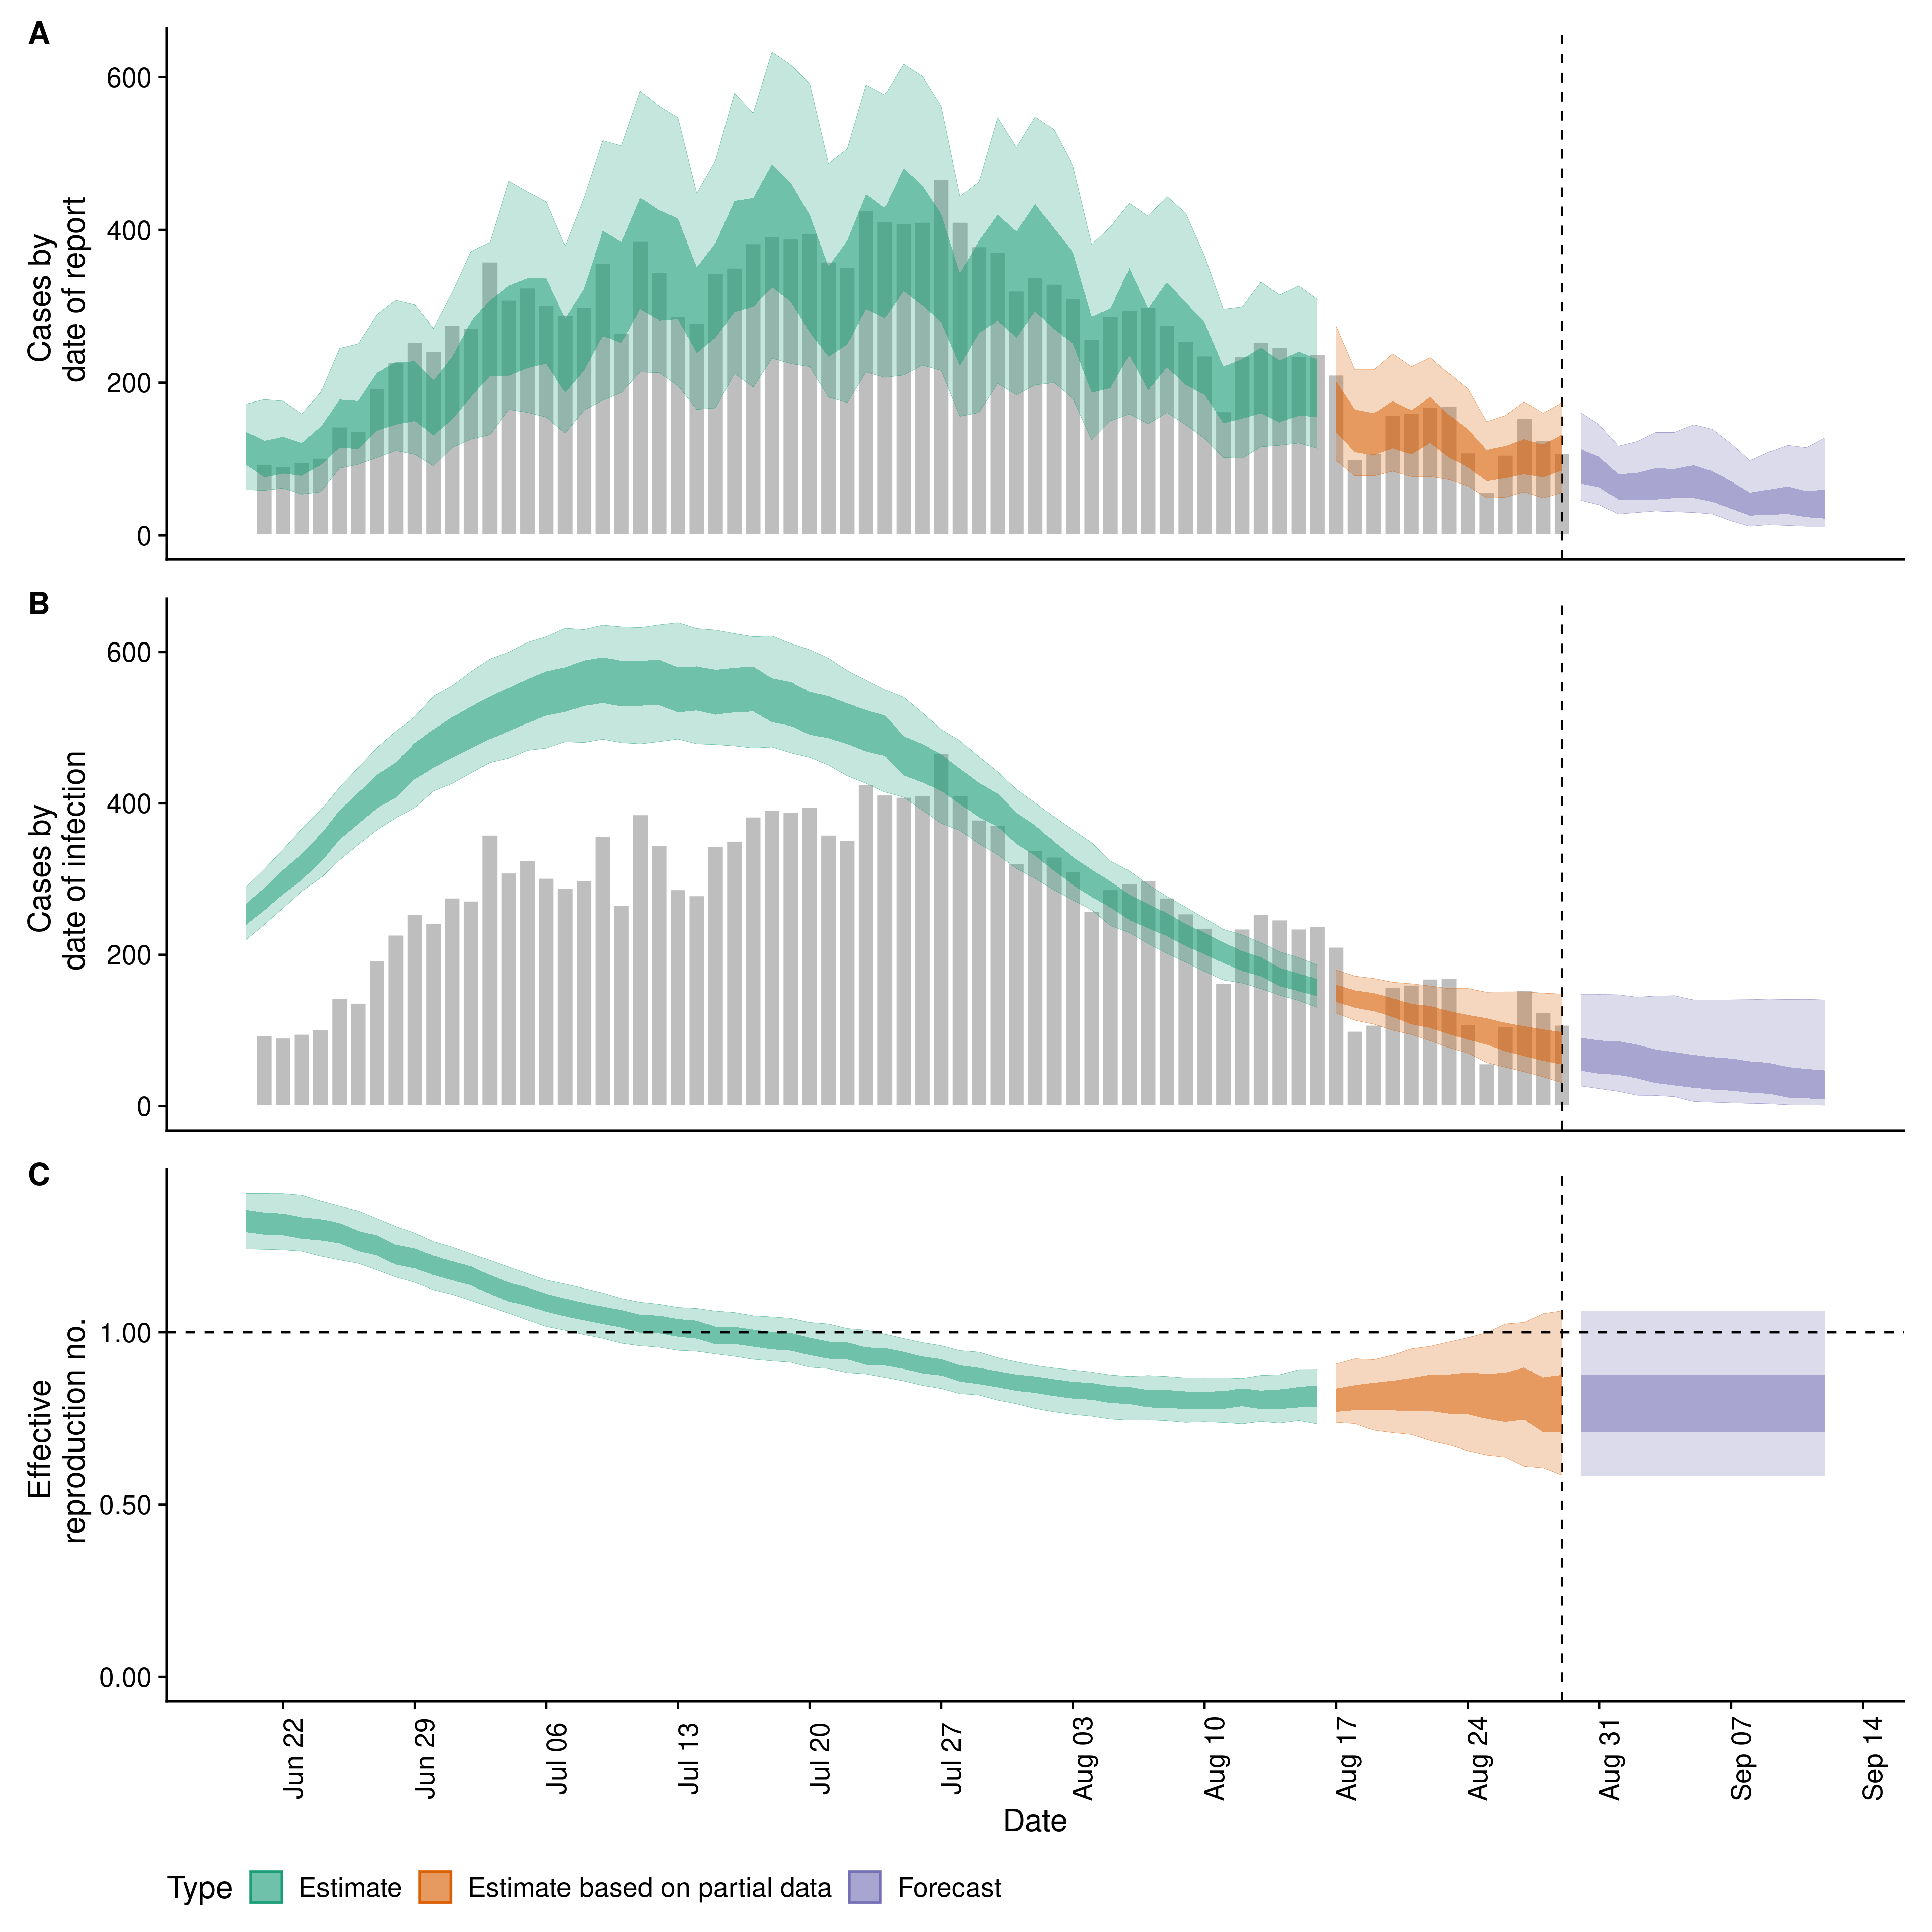 A
Cases by
date of report
600
400
200
0
B
Cases by
date of infection
600
400
200
0
C
Effective
reproduction no.
1.00
0.50
0.00
Jun 22
Jun 29
Jul 06
Jul 13
Jul 20
Jul 27
Aug 03
Aug 10
Aug 17
Aug 24
Aug 31
Sep 07
Sep 14
Date
Type Estimate Estimate based on partial data Forecast